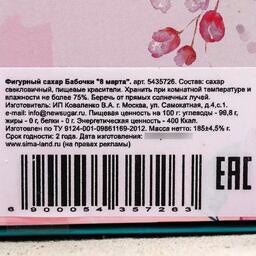 Фигурный сахар Бабочки "8 марта". арт. 5435726. Состав: сахар
свекловичный, пищевые красители. Хранить при комнатной температуре и
влажности не более 75%. Беречь от прямых солнечных лучей.
Изготовитель: ИП Коваленко В.А. г. Москва, ул. Самокатная, д.4,с.1.
e-mail: info@newsugar.ru. Пищевая ценность на 100 г: углеводы - 99,8 г,
жиры - 0 г, белки - 0 г. Энергетическая ценность - 400 Ккал.
Изготовлено по ТУ 9124-001-09861169-2012. Масса нетто: 185±4,5% г.
Срок годности: 2 года. Дата изготовления:
www.sima-land.ru (на правах рекламы)
EAC
6 900054 357263